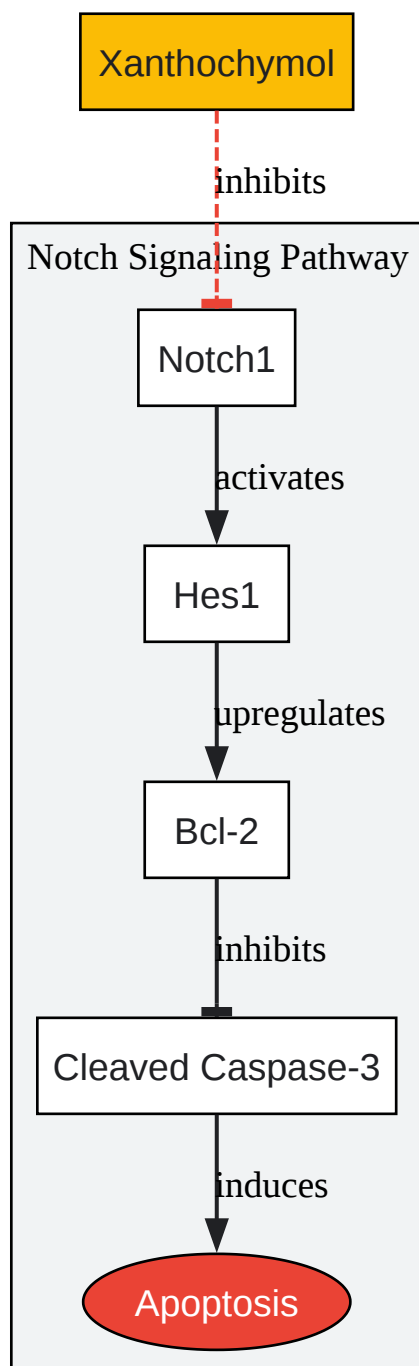 Xanthochymol
inhibits
Notch Signaling Pathway
Notch1
activates
Hes1
upregulates
Bcl-2
inhibits
Cleaved Caspase-3
induces
Apoptosis